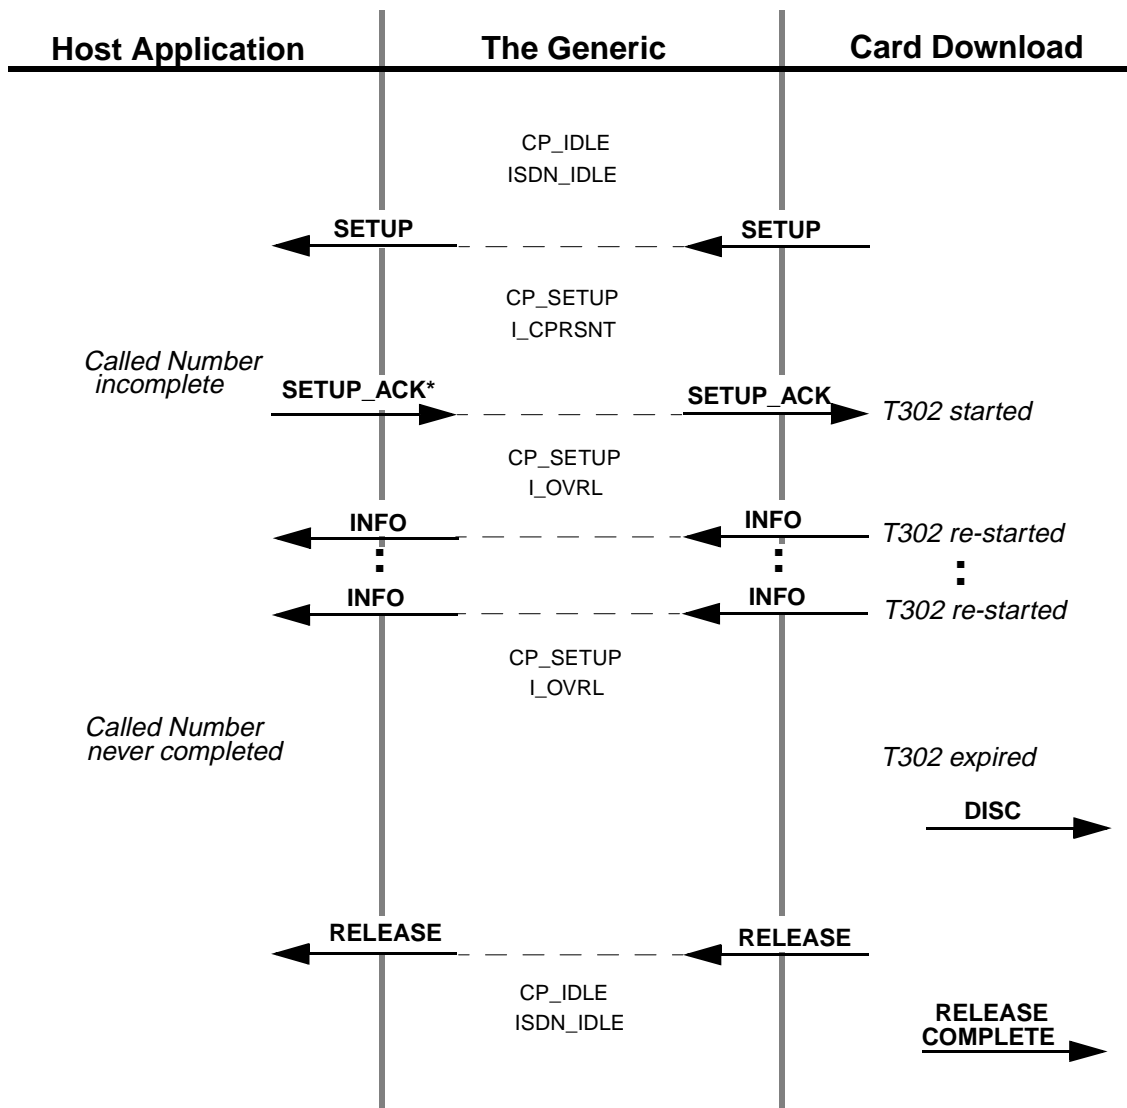 Host Application
The Generic
Card Download
CP_IDLE
ISDN_IDLE
SETUP
SETUP
CP_SETUP
I_CPRSNT
Called Number
incomplete
SETUP_ACK*
SETUP_ACK
T302 started
CP_SETUP
I_OVRL
INFO
INFO
T302 re-started
INFO
INFO
T302 re-started
CP_SETUP
I_OVRL
Called Number
never completed
T302 expired
DISC
RELEASE
RELEASE
CP_IDLE
ISDN_IDLE
RELEASE
COMPLETE